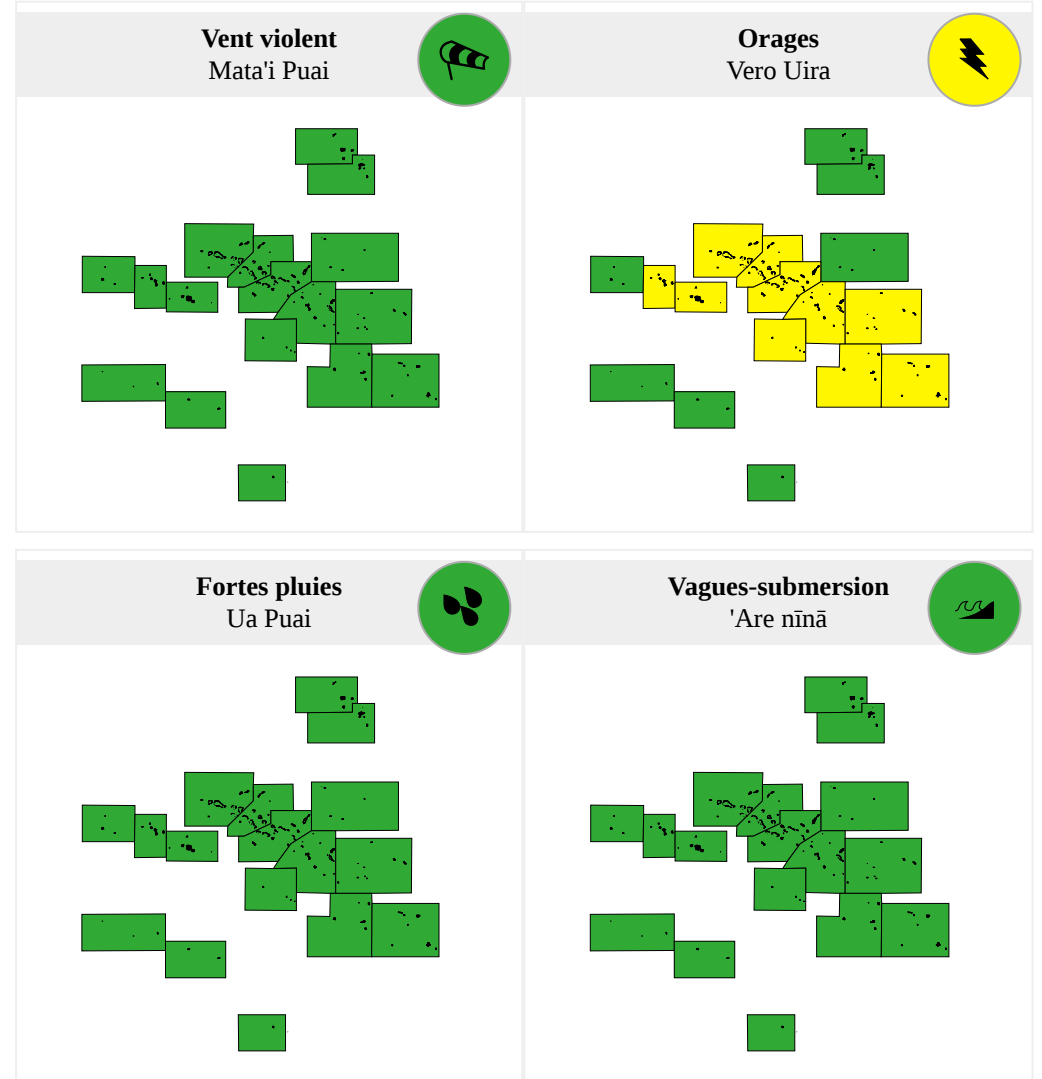 Vent violent
Mata'i Puai
Orages
Vero Uira
Fortes pluies
Ua Puai
Vagues-submersion
'Are nīnā